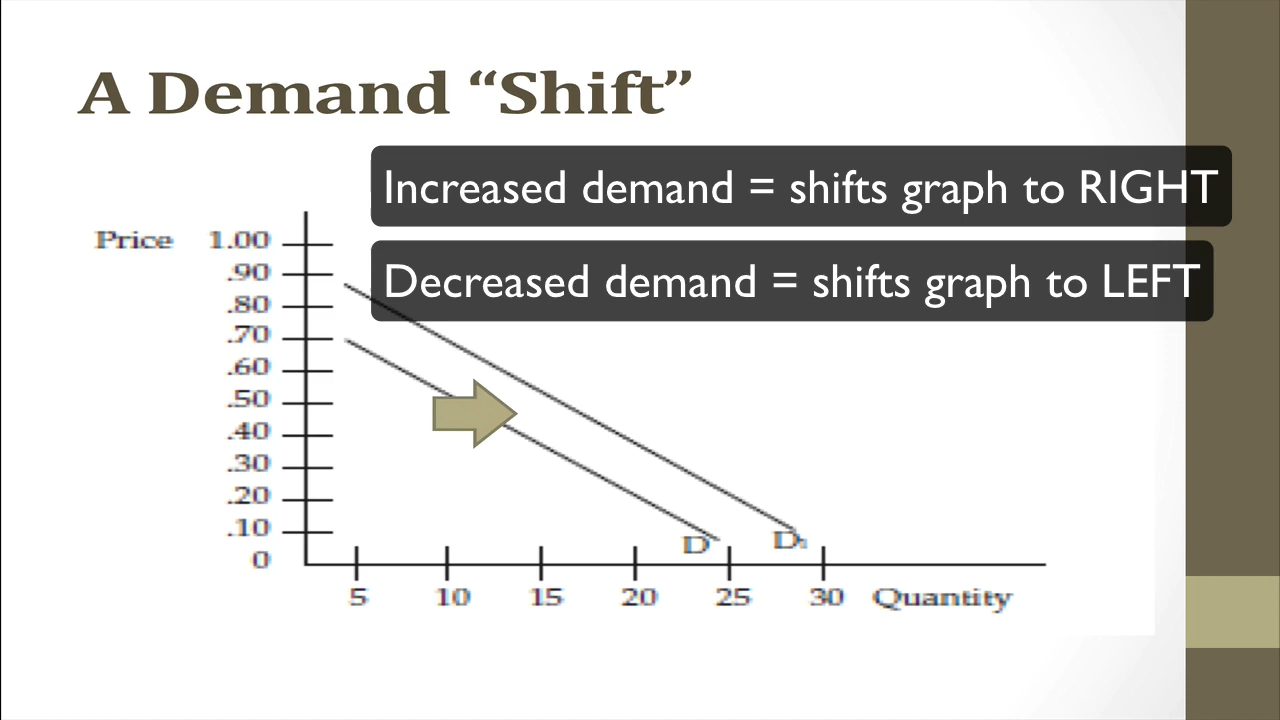 A Demand “Shift”
Increased demand = shifts graph to RIGHT
Decreased demand = shifts graph to LEFT
Price 1.00
.90
.80
.70
.60
.50
.40
.30
.20
.10
0
D D₁
5 10 15 20 25 30 Quantity